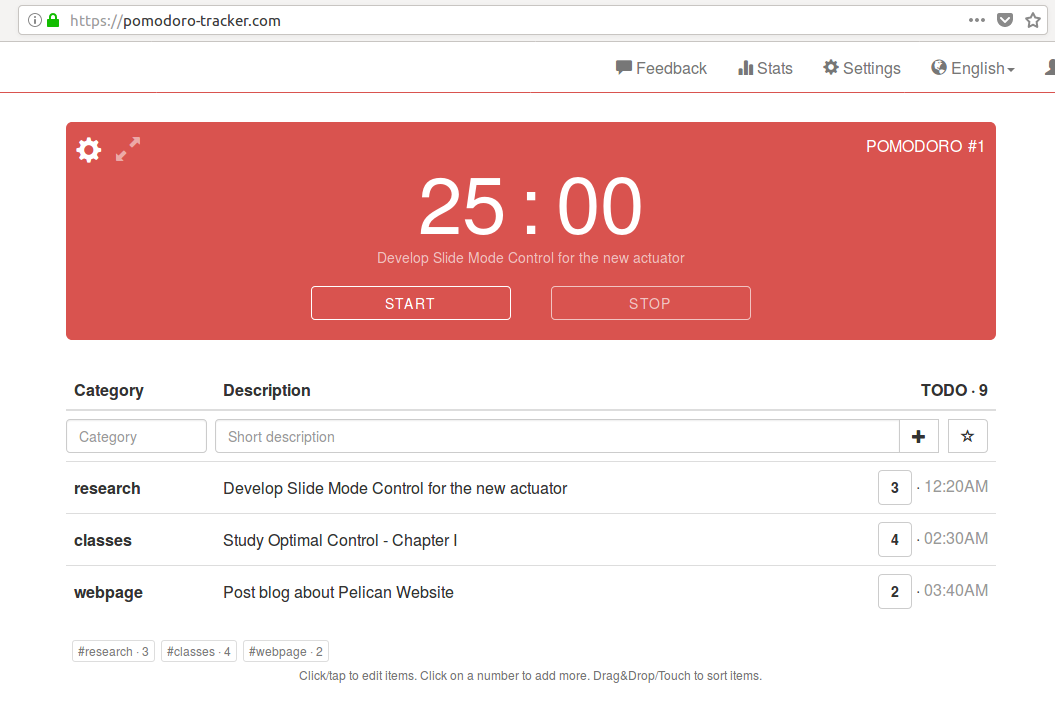 https://pomodoro-tracker.com
Feedback Stats Settings English
POMODORO #1
25 : 00
Develop Slide Mode Control for the new actuator
START STOP
Category Description TODO · 9
Category Short description
research Develop Slide Mode Control for the new actuator 3 · 12:20AM
classes Study Optimal Control - Chapter I 4 · 02:30AM
webpage Post blog about Pelican Website 2 · 03:40AM
#research · 3 #classes · 4 #webpage · 2
Click/tap to edit items. Click on a number to add more. Drag&Drop/Touch to sort items.